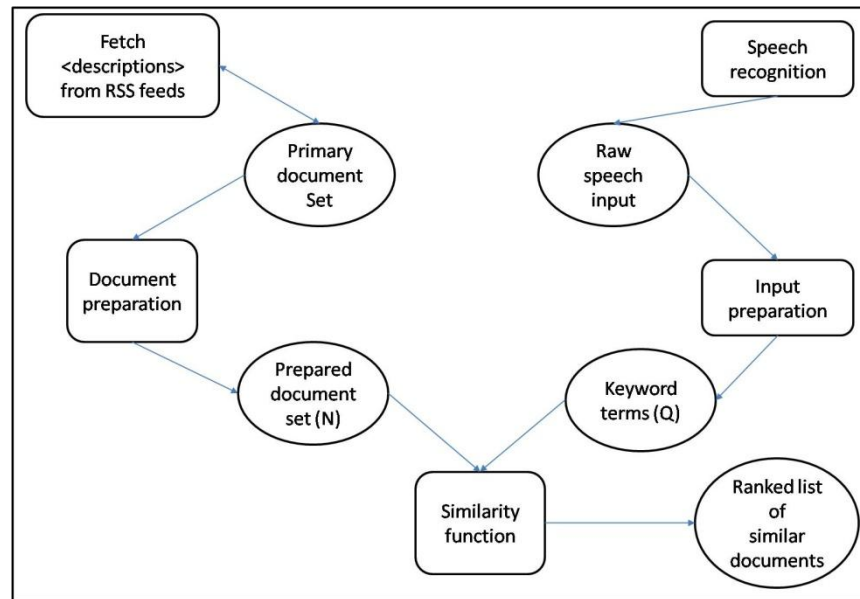 Fetch
<descriptions>
from RSS feeds
Speech
recognition
Primary
document
Set
Raw
speech
input
Document
preparation
Input
preparation
Prepared
document
set (N)
Keyword
terms (Q)
Similarity
function
Ranked list
of
similar
documents